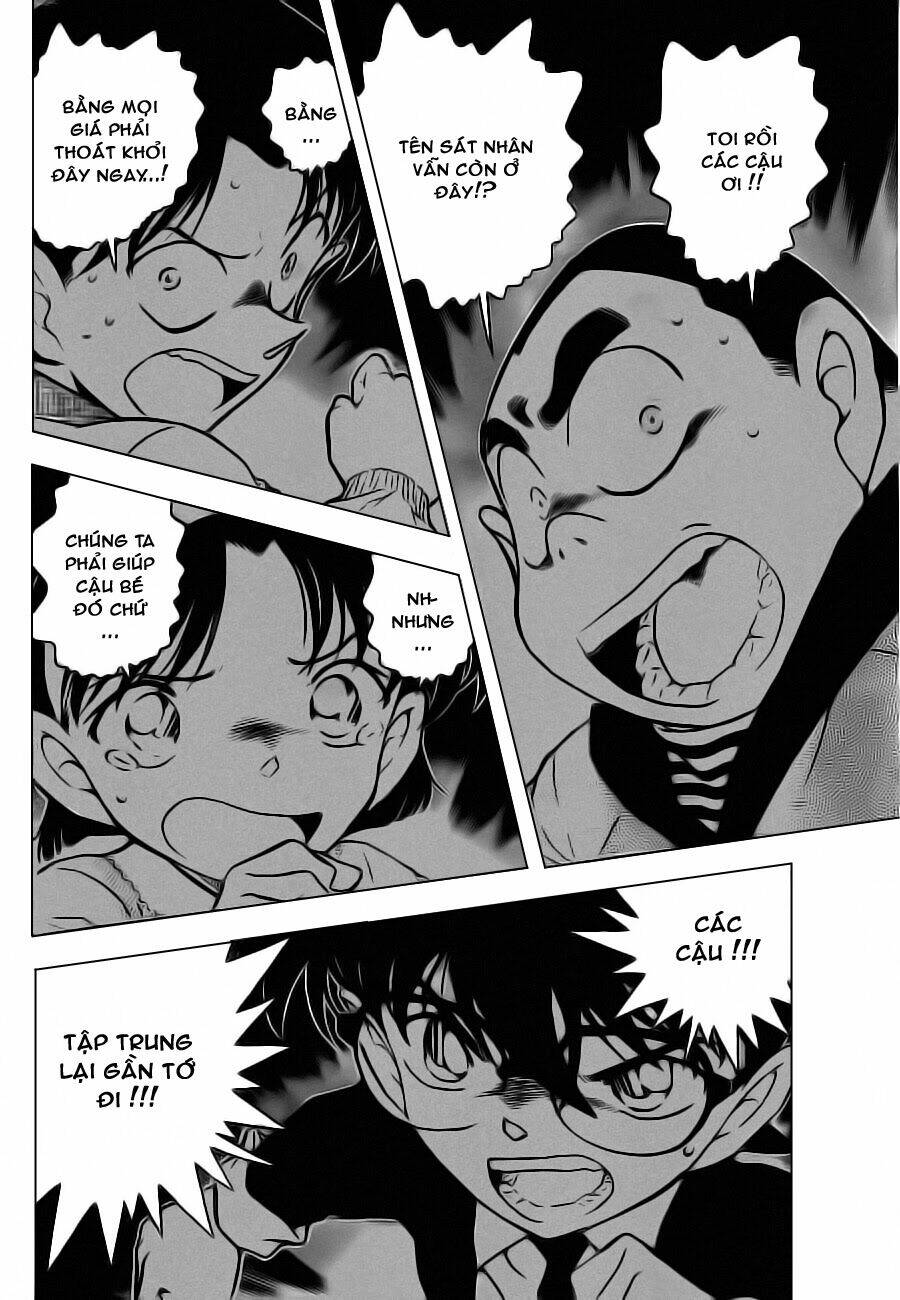 TOI RỒI
CÁC CẬU
ƠI !!
TÊN SÁT NHÂN
VẪN CÒN Ở
ĐÂY!?
BẰNG
...
BẰNG MỌI
GIÁ PHẢI
THOÁT KHỎI
ĐÂY NGAY..!
NH-
NHƯNG
...
CHÚNG TA
PHẢI GIÚP
CẬU BÉ
ĐÓ CHỨ
...
CÁC
CẬU !!!
TẬP TRUNG
LẠI GẦN TỚ
ĐI !!!